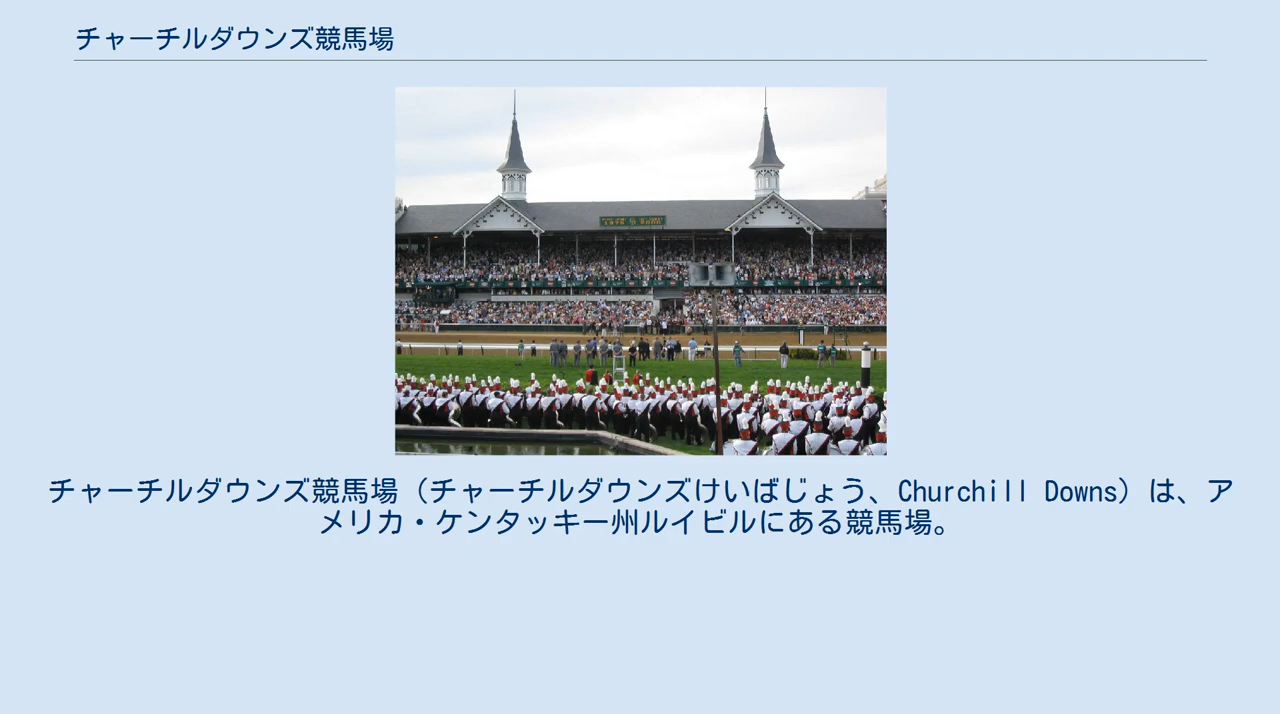 チャーチルダウンズ競馬場
チャーチルダウンズ競馬場（チャーチルダウンズけいばじょう、Churchill Downs）は、ア
メリカ・ケンタッキー州ルイビルにある競馬場。